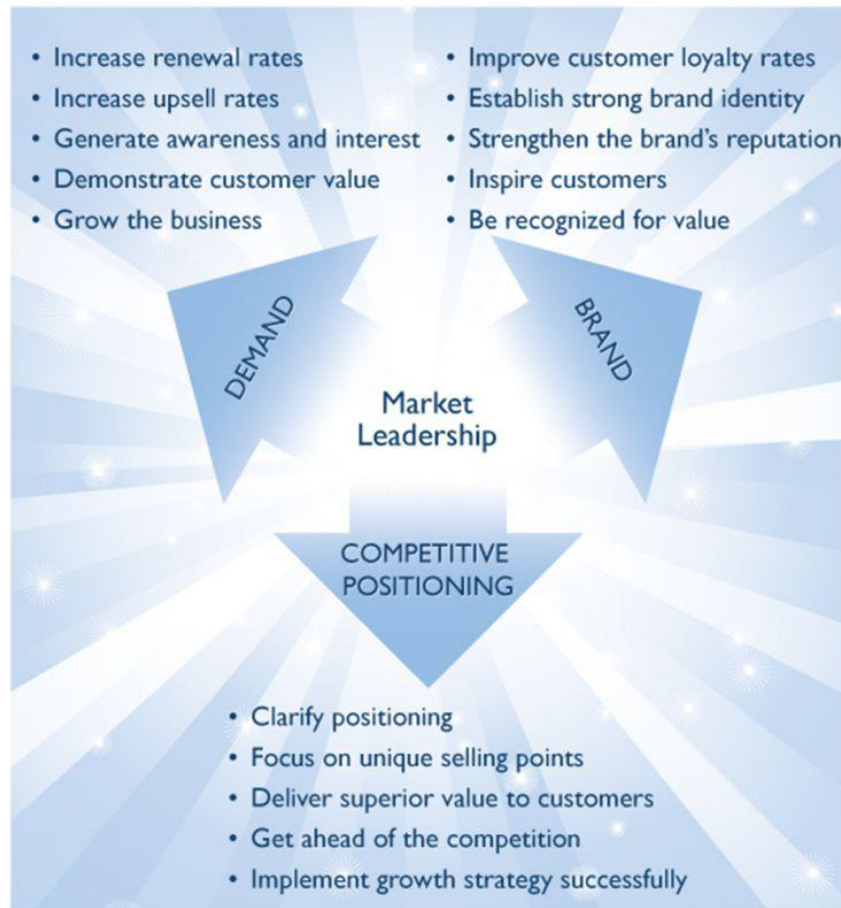 • Increase renewal rates
• Increase upsell rates
• Generate awareness and interest
• Demonstrate customer value
• Grow the business
• Improve customer loyalty rates
• Establish strong brand identity
• Strengthen the brand's reputation
• Inspire customers
• Be recognized for value
DEMAND
BRAND
Market
Leadership
COMPETITIVE
POSITIONING
• Clarify positioning
• Focus on unique selling points
• Deliver superior value to customers
• Get ahead of the competition
• Implement growth strategy successfully